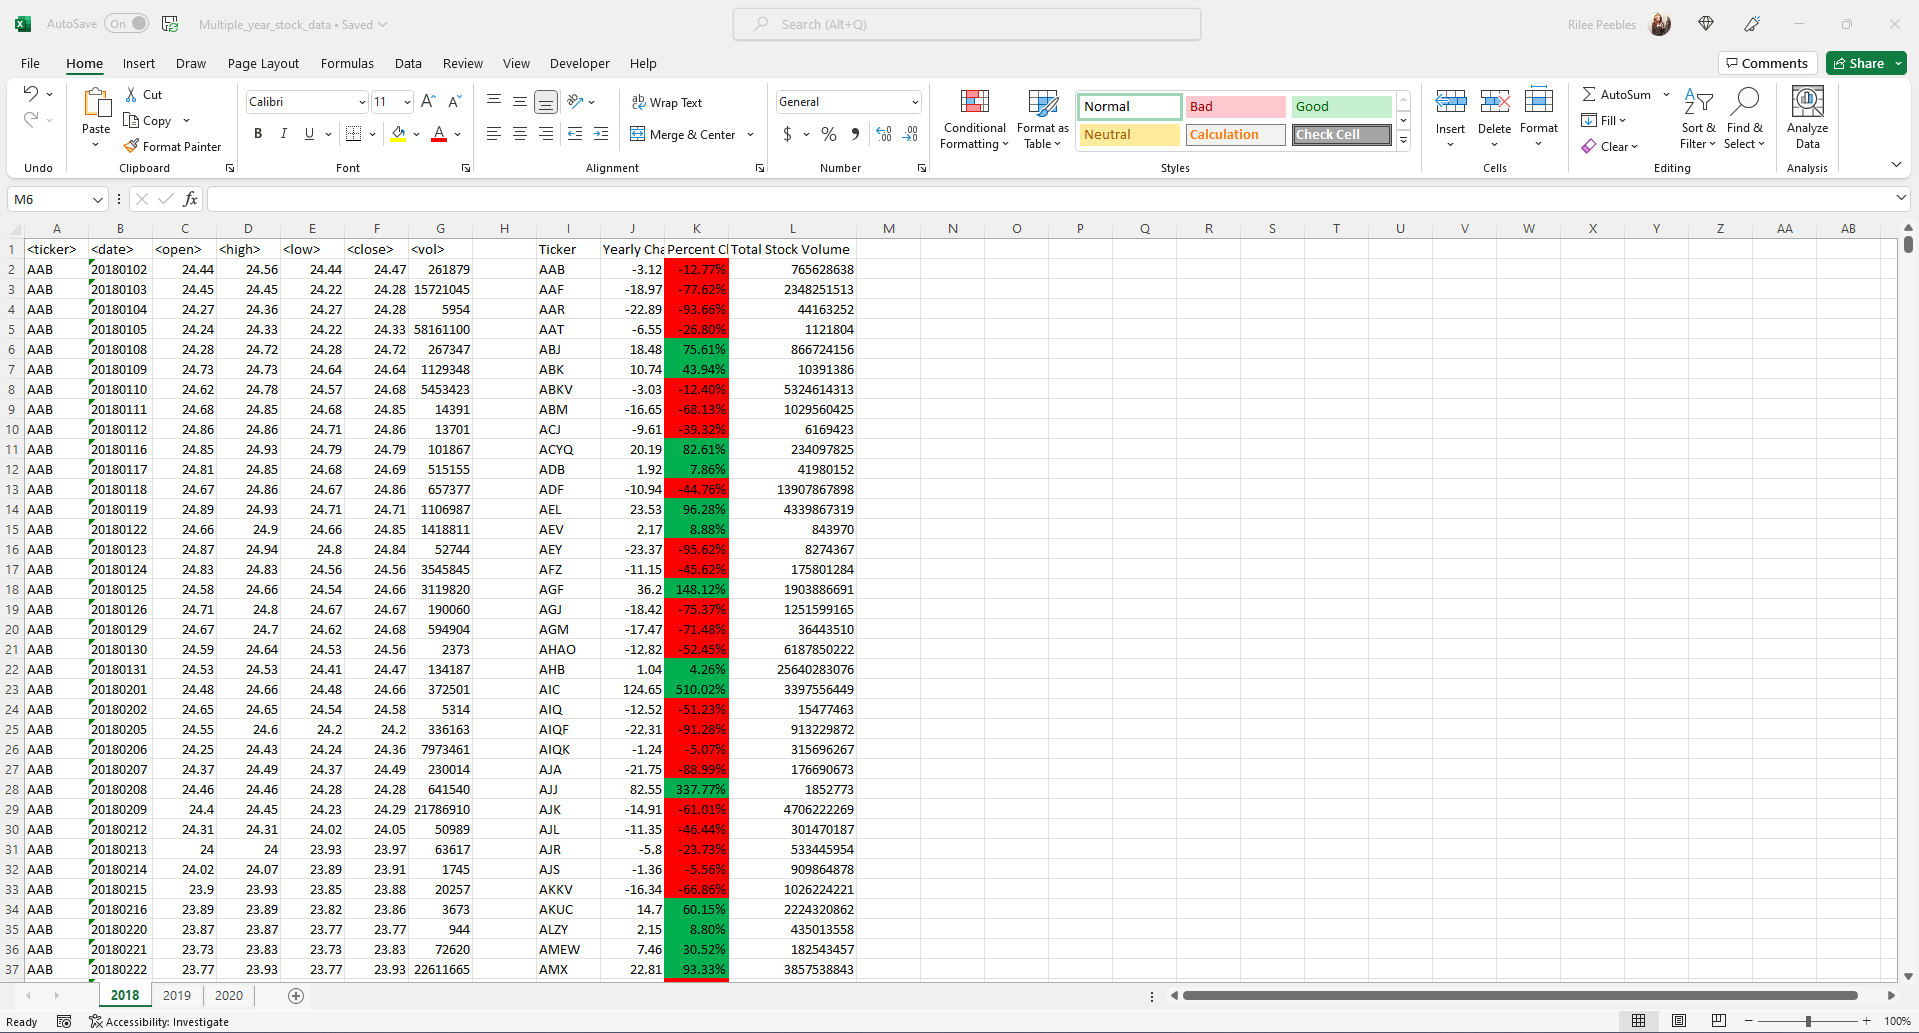 AutoSave On Multiple_year_stock_data • Saved Search (Alt+Q) Rilee Peebles
File Home Insert Draw Page Layout Formulas Data Review View Developer Help Comments Share
Cut Calibri 11 Wrap Text General Normal Bad Good AutoSum
Paste Copy B I U A Merge & Center $ % Conditional Formatting Format as Table Neutral Calculation Check Cell Insert Delete Format Fill Sort & Filter Find & Select Analyze Data
Format Painter Clear
Undo Clipboard Font Alignment Number Styles Cells Editing Analysis
M6 fx
A B C D E F G H I J K L M N O P Q R S T U V W X Y Z AA AB
1 <ticker> <date> <open> <high> <low> <close> <vol> Ticker Yearly Cha Percent Cl Total Stock Volume
2 AAB 20180102 24.44 24.56 24.44 24.47 261879 AAB -3.12 -12.77% 765628638
3 AAB 20180103 24.45 24.45 24.22 24.28 15721045 AAF -18.97 -77.62% 2348251513
4 AAB 20180104 24.27 24.36 24.27 24.28 5954 AAR -22.89 -93.66% 44163252
5 AAB 20180105 24.24 24.33 24.22 24.33 58161100 AAT -6.55 -26.80% 1121804
6 AAB 20180108 24.28 24.72 24.28 24.72 267347 ABJ 18.48 75.61% 866724156
7 AAB 20180109 24.73 24.73 24.64 24.64 1129348 ABK 10.74 43.94% 10391386
8 AAB 20180110 24.62 24.78 24.57 24.68 5453423 ABKV -3.03 -12.40% 5324614313
9 AAB 20180111 24.68 24.85 24.68 24.85 14391 ABM -16.65 -68.13% 1029560425
10 AAB 20180112 24.86 24.86 24.71 24.86 13701 ACJ -9.61 -39.32% 6169423
11 AAB 20180116 24.85 24.93 24.79 24.79 101867 ACYQ 20.19 82.61% 234097825
12 AAB 20180117 24.81 24.85 24.68 24.69 515155 ADB 1.92 7.86% 41980152
13 AAB 20180118 24.67 24.86 24.67 24.86 657377 ADF -10.94 -44.76% 13907867898
14 AAB 20180119 24.89 24.93 24.71 24.71 1106987 AEL 23.53 96.28% 4339867319
15 AAB 20180122 24.66 24.9 24.66 24.85 1418811 AEV 2.17 8.88% 843970
16 AAB 20180123 24.87 24.94 24.8 24.84 52744 AEY -23.37 -95.62% 8274367
17 AAB 20180124 24.83 24.83 24.56 24.56 3545845 AFZ -11.15 -45.62% 175801284
18 AAB 20180125 24.58 24.66 24.54 24.66 3119820 AGF 36.2 148.12% 1903886691
19 AAB 20180126 24.71 24.8 24.67 24.67 190060 AGJ -18.42 -75.37% 1251599165
20 AAB 20180129 24.67 24.7 24.62 24.68 594904 AGM -17.47 -71.48% 36443510
21 AAB 20180130 24.59 24.64 24.53 24.56 2373 AHAO -12.82 -52.45% 6187850222
22 AAB 20180131 24.53 24.53 24.41 24.47 134187 AHB 1.04 4.26% 25640283076
23 AAB 20180201 24.48 24.66 24.48 24.66 372501 AIC 124.65 510.02% 3397556449
24 AAB 20180202 24.65 24.65 24.54 24.58 5314 AIQ -12.52 -51.23% 15477463
25 AAB 20180205 24.55 24.6 24.2 24.2 336163 AIQF -22.31 -91.28% 913229872
26 AAB 20180206 24.25 24.43 24.24 24.36 7973461 AIQK -1.24 -5.07% 315696267
27 AAB 20180207 24.37 24.49 24.37 24.49 230014 AJA -21.75 -88.99% 176690673
28 AAB 20180208 24.46 24.46 24.28 24.28 641540 AJJ 82.55 337.77% 1852773
29 AAB 20180209 24.4 24.45 24.23 24.29 21786910 AJK -14.91 -61.01% 4706222269
30 AAB 20180212 24.31 24.31 24.02 24.05 50989 AJL -11.35 -46.44% 301470187
31 AAB 20180213 24 24 23.93 23.97 63617 AJR -5.8 -23.73% 533445954
32 AAB 20180214 24.02 24.07 23.89 23.91 1745 AJS -1.36 -5.56% 909864878
33 AAB 20180215 23.9 23.93 23.85 23.88 20257 AKKV -16.34 -66.86% 1026224221
34 AAB 20180216 23.89 23.89 23.82 23.86 3673 AKUC 14.7 60.15% 2224320862
35 AAB 20180220 23.87 23.87 23.77 23.77 944 ALZY 2.15 8.80% 435013558
36 AAB 20180221 23.73 23.83 23.73 23.83 72620 AMEW 7.46 30.52% 182543457
37 AAB 20180222 23.77 23.93 23.77 23.93 22611665 AMX 22.81 93.33% 3857538843
2018 2019 2020
Ready Accessibility: Investigate 100%